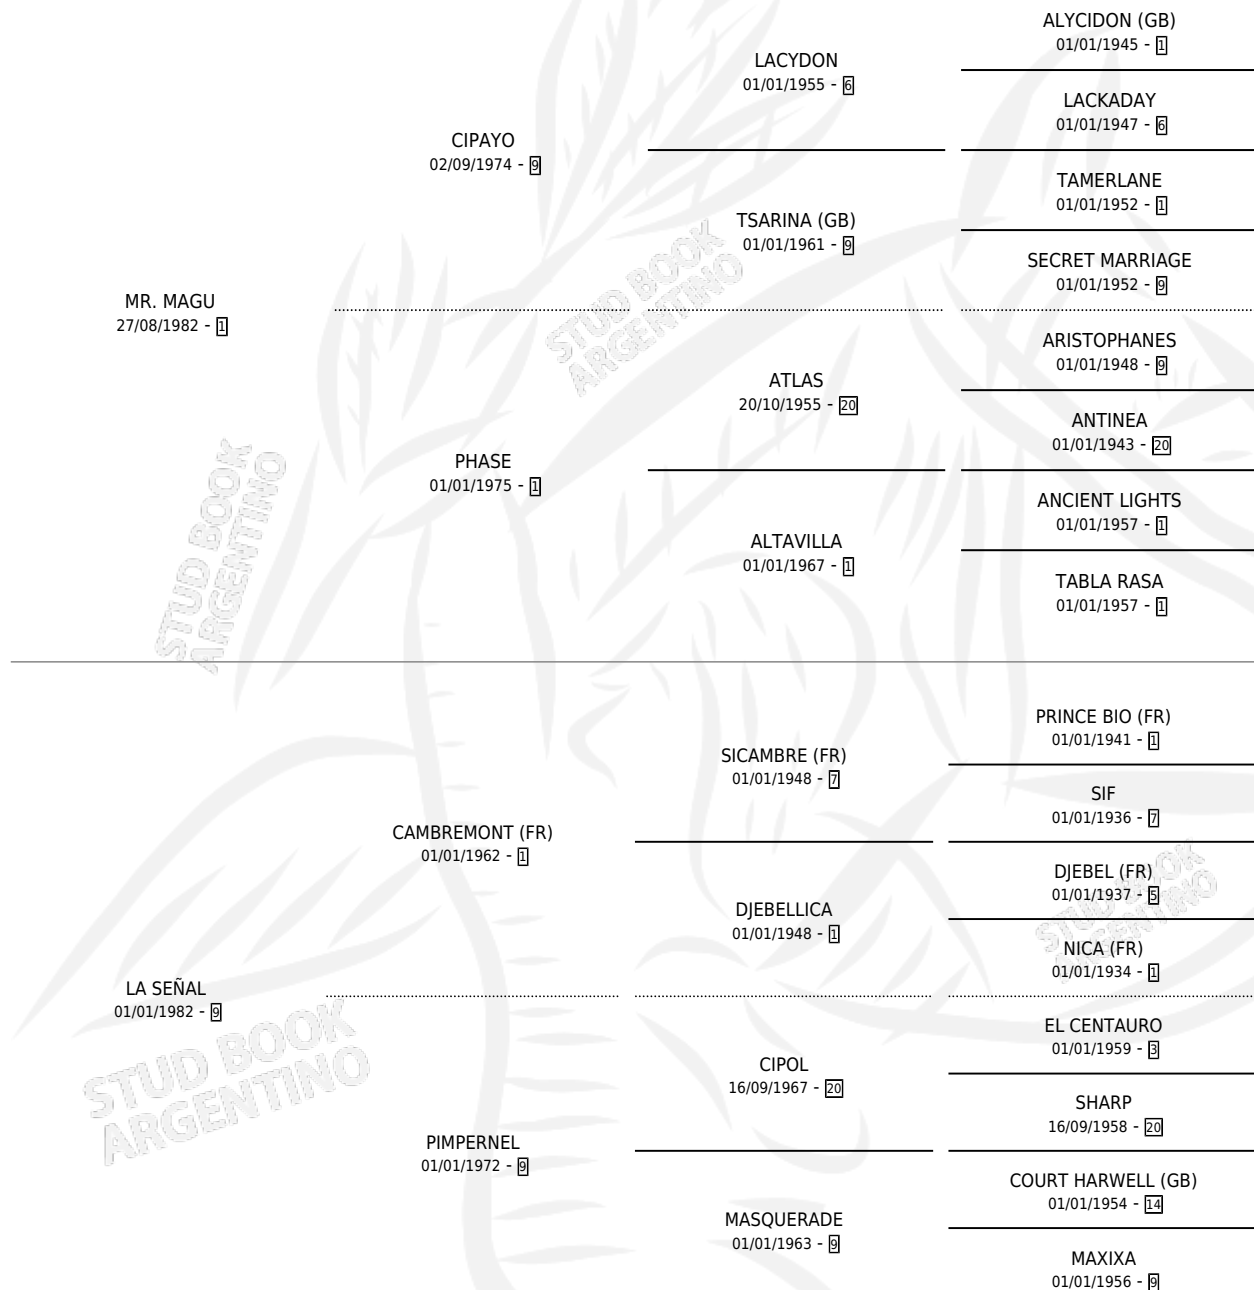 ALYCIDON (GB)
01/01/1945 - 1
LACYDON
01/01/1955 - 6
LACKADAY
01/01/1947 - 6
CIPAYO
02/09/1974 - 9
TAMERLANE
01/01/1952 - 1
TSARINA (GB)
01/01/1961 - 9
SECRET MARRIAGE
01/01/1952 - 9
MR. MAGU
27/08/1982 - 1
STUD BOOK
ARGENTINO
ARISTOPHANES
01/01/1948 - 9
ATLAS
20/10/1955 - 20
ANTINEA
01/01/1943 - 20
PHASE
01/01/1975 - 1
ANCIENT LIGHTS
01/01/1957 - 1
ALTAVILLA
01/01/1967 - 1
TABLA RASA
01/01/1957 - 1
STUD BOOK
ARGENTINO
PRINCE BIO (FR)
01/01/1941 - 1
SICAMBRE (FR)
01/01/1948 - 7
SIF
01/01/1936 - 7
CAMBREMONT (FR)
01/01/1962 - 1
DJEBEL (FR)
01/01/1937 - 5
DJEBELLICA
01/01/1948 - 1
STUD BOOK
ARGENTINO
NICA (FR)
01/01/1934 - 1
LA SEÑAL
01/01/1982 - 9
EL CENTAURO
01/01/1959 - 3
CIPOL
16/09/1967 - 20
STUD BOOK
ARGENTINO
SHARP
16/09/1958 - 20
PIMPERNEL
01/01/1972 - 9
COURT HARWELL (GB)
01/01/1954 - 14
MASQUERADE
01/01/1963 - 9
MAXIXA
01/01/1956 - 9